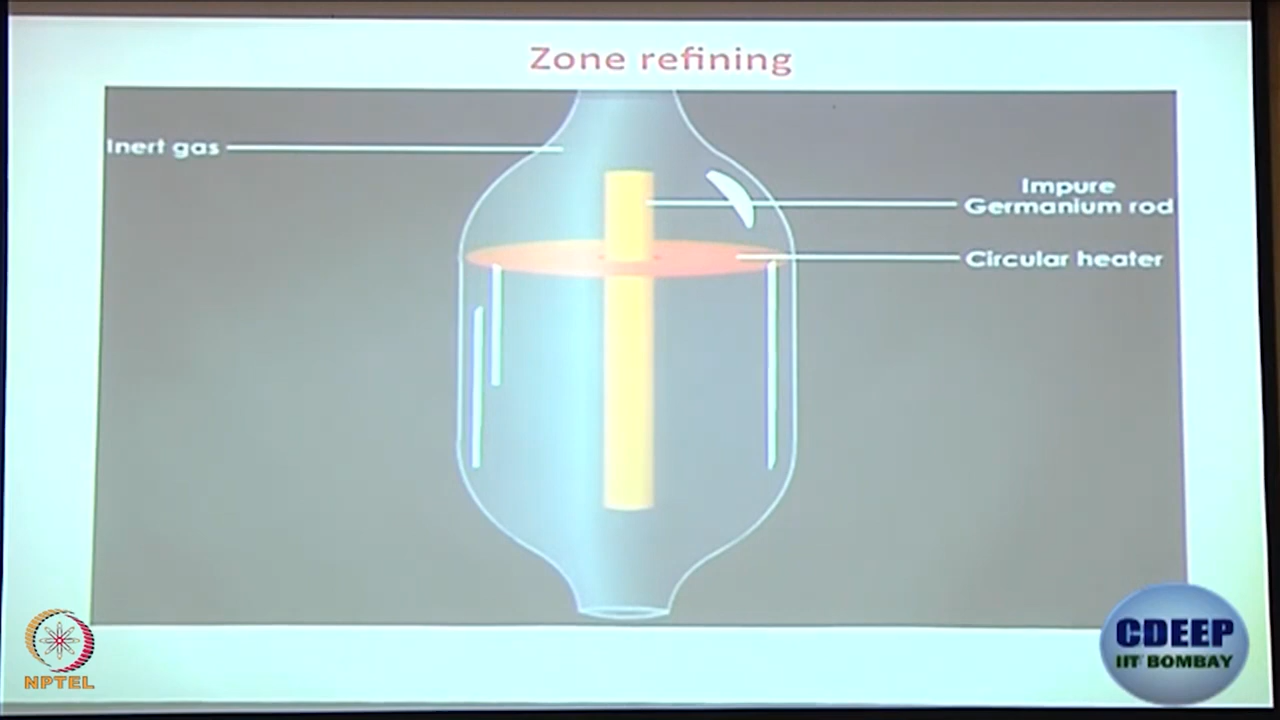 Zone refining
Inert gas
Impure
Germanium rod
Circular heater
NPTEL
CDEEP
IIT BOMBAY